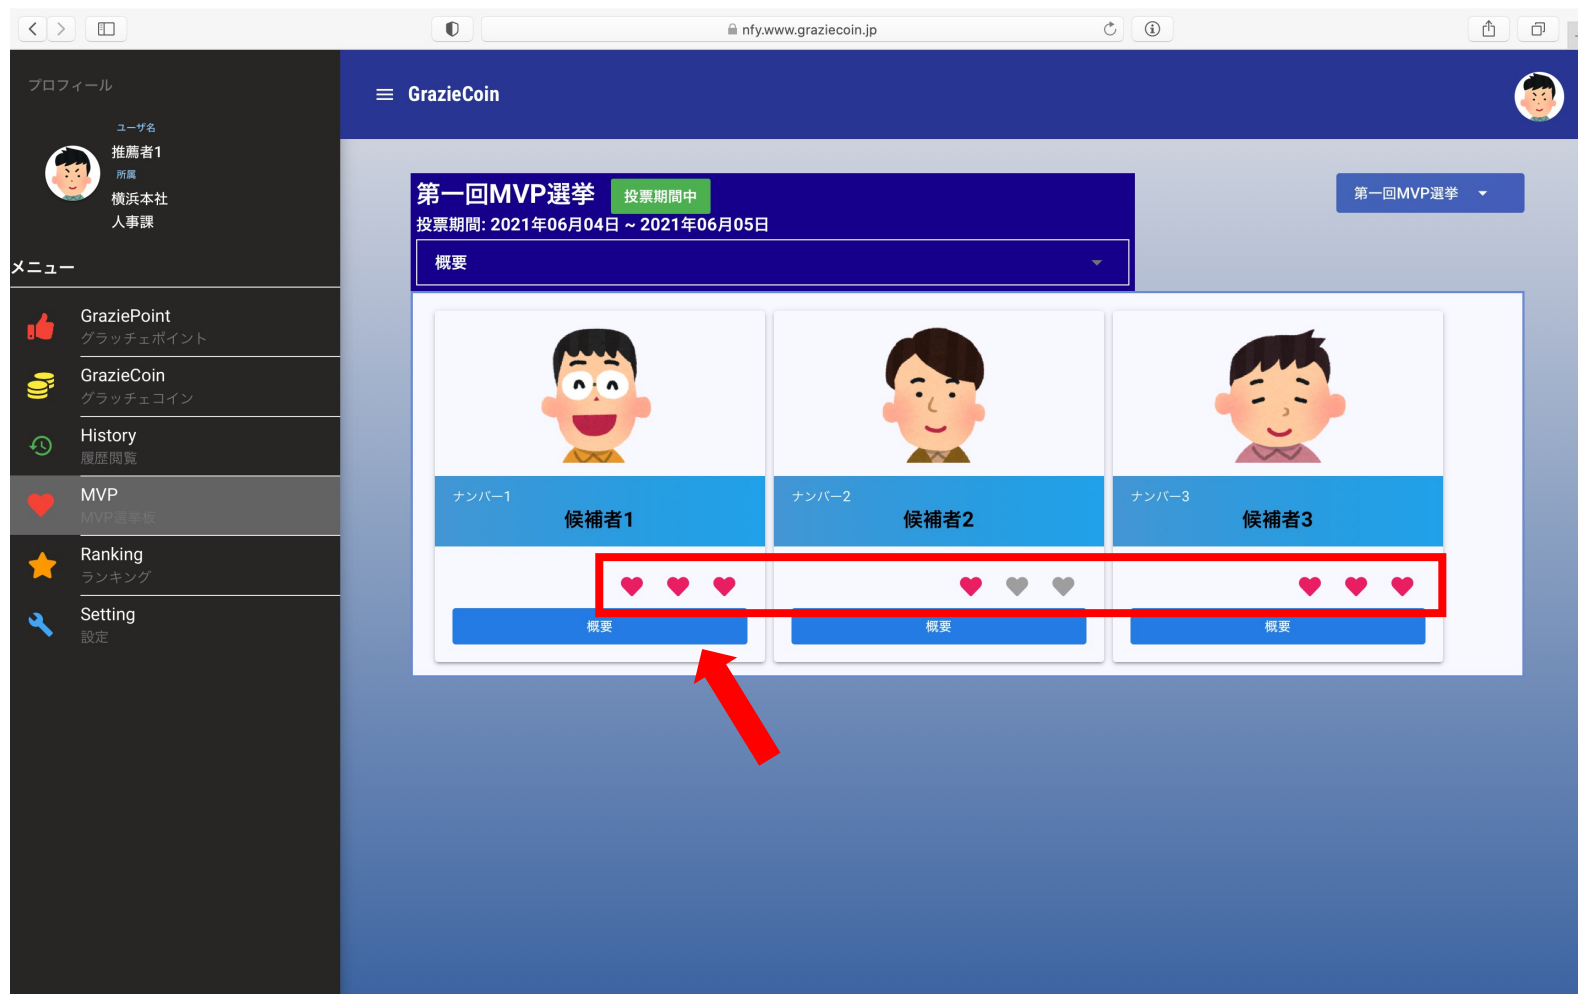 nfy.www.graziecoin.jp
プロフィール
ユーザ名
推薦者1
所属
横浜本社
人事課
メニュー
GraziePoint
グラッチェポイント
GrazieCoin
グラッチェコイン
History
履歴閲覧
MVP
MVP選挙板
Ranking
ランキング
Setting
設定
GrazieCoin
第一回MVP選挙 投票期間中
投票期間: 2021年06月04日 ~ 2021年06月05日
概要
第一回MVP選挙
ナンバー1
候補者1
概要
ナンバー2
候補者2
概要
ナンバー3
候補者3
概要